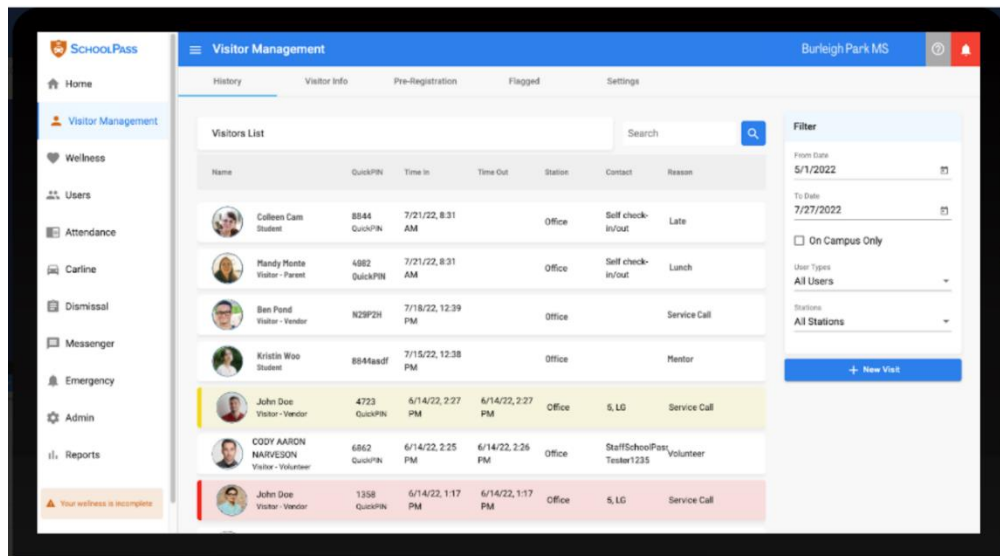 SCHOOLPASS
Visitor Management
Burleigh Park MS
Home
Visitor Management
Wellness
Users
Attendance
Carline
Dismissal
Messenger
Emergency
Admin
Reports
Your wellness is incomplete
History Visitor Info Pre-Registration Flagged Settings
Visitors List
Search
Name QuickPIN Time In Time Out Station Contact Reason
Colleen Cam
Student
8844
QuickPIN
7/21/22, 8:31
AM
Office
Self check-
in/out
Late
Mandy Monte
Visitor - Parent
4982
QuickPIN
7/21/22, 8:31
AM
Office
Self check-
in/out
Lunch
Ben Pond
Visitor - Vendor
N29P2H
7/18/22, 12:39
PM
Office
Service Call
Kristin Woo
Student
8844asdf
7/15/22, 12:38
PM
Office
Mentor
John Doe
Visitor - Vendor
4723
QuickPIN
6/14/22, 2:27
PM
6/14/22, 2:27
PM
Office
5, LG
Service Call
CODY AARON
NARVESON
Visitor - Volunteer
6862
QuickPIN
6/14/22, 2:25
PM
6/14/22, 2:26
PM
Office
StaffSchoolPass
Tester1235
Volunteer
John Doe
Visitor - Vendor
1358
QuickPIN
6/14/22, 1:17
PM
6/14/22, 1:17
PM
Office
5, LG
Service Call
Filter
From Date
5/1/2022
To Date
7/27/2022
On Campus Only
User Types
All Users
Stations
All Stations
+ New Visit